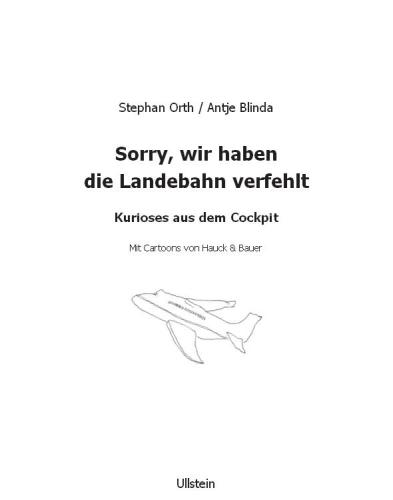 Stephan Orth / Antje Blinda
Sorry, wir haben
die Landebahn verfehlt
Kurioses aus dem Cockpit
Mit Cartoons von Hauck & Bauer
Ullstein